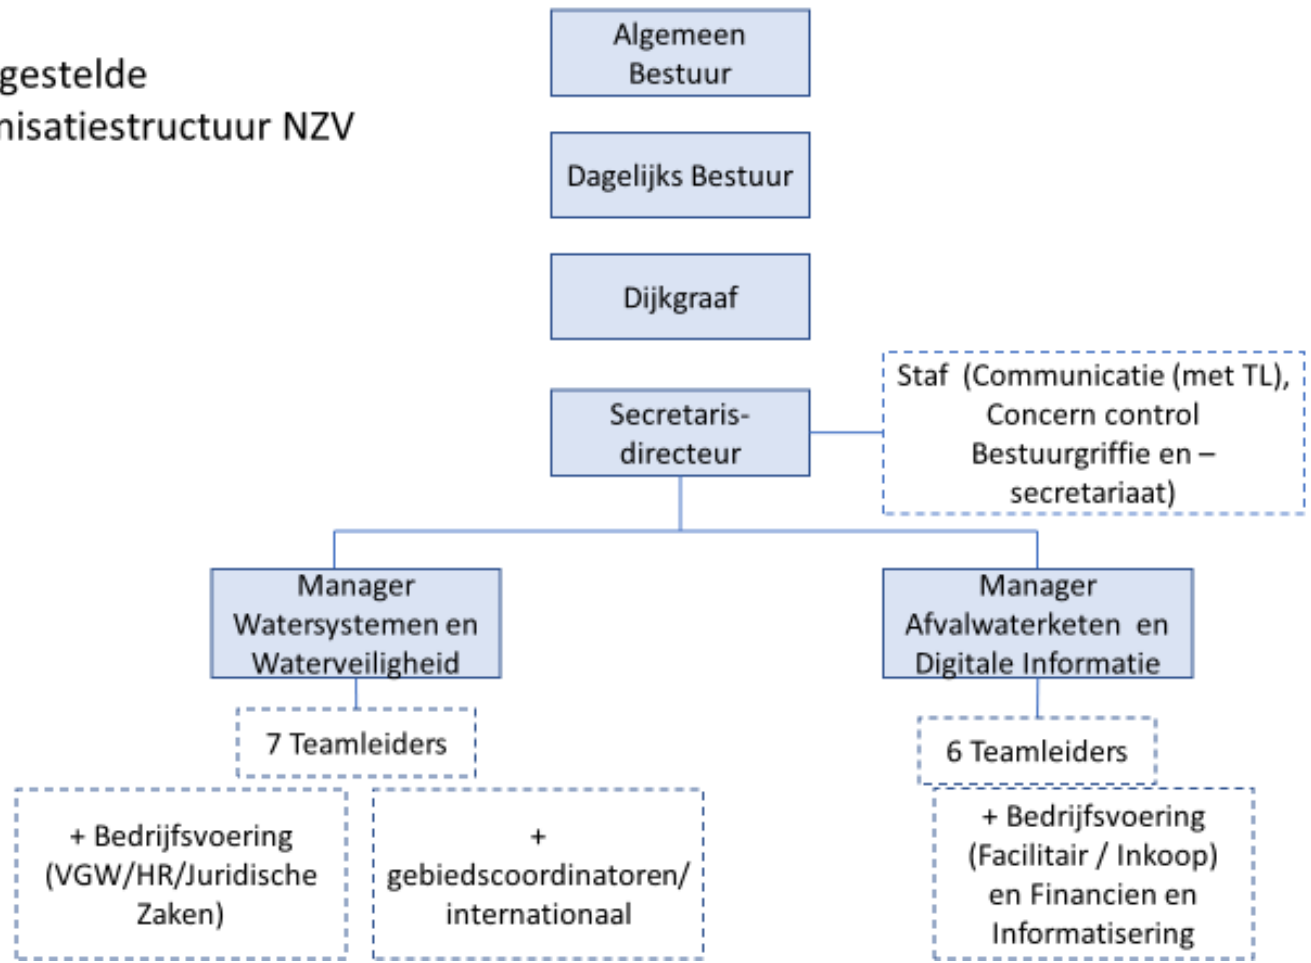 gestelde
nisatiestructuur NZV
Algemeen
Bestuur
Dagelijks Bestuur
Dijkgraaf
Secretaris-
directeur
Staf (Communicatie (met TL),
Concern control
Bestuurgriffie en –
secretariaat)
Manager
Watersystemen en
Waterveiligheid
Manager
Afvalwaterketen en
Digitale Informatie
7 Teamleiders
6 Teamleiders
+ Bedrijfsvoering
(VGW/HR/Juridische
Zaken)
+
gebiedscoordinatoren/
internationaal
+ Bedrijfsvoering
(Facilitair / Inkoop)
en Financien en
Informatisering